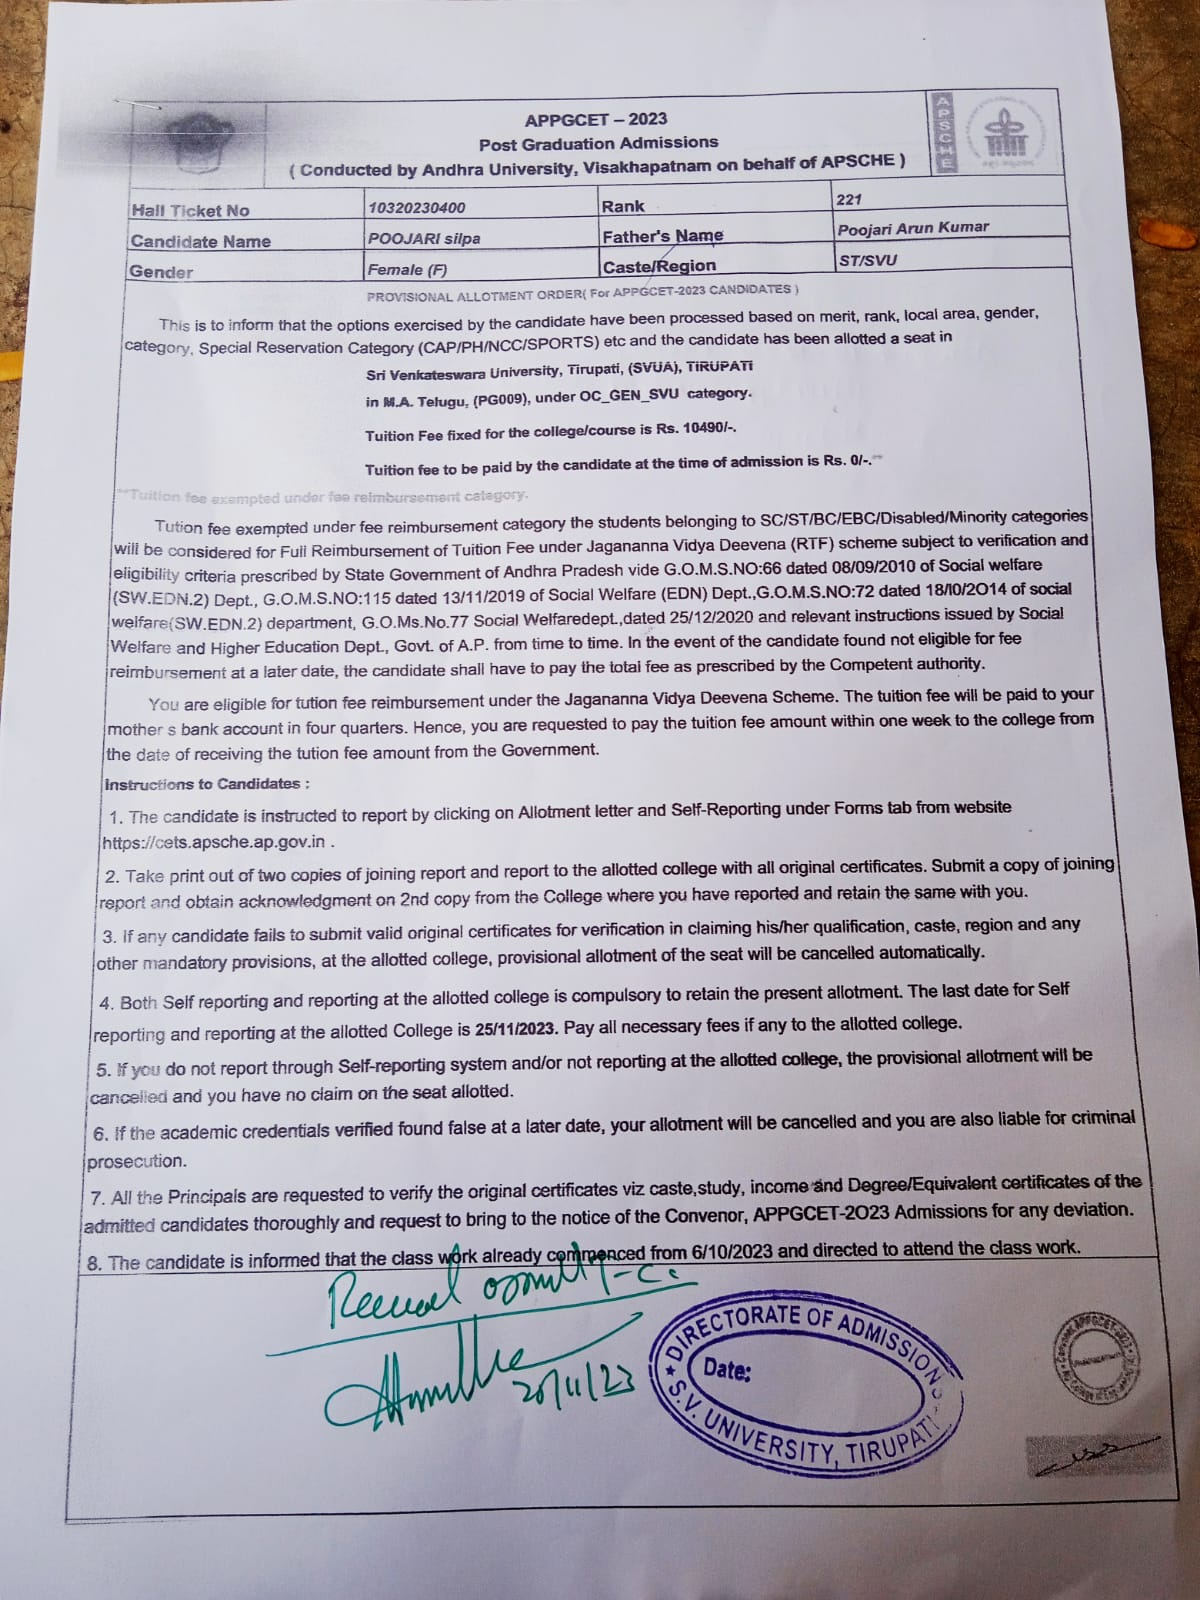 APPGCET – 2023
Post Graduation Admissions
( Conducted by Andhra University, Visakhapatnam on behalf of APSCHE )
APSCHE
Hall Ticket No 10320230400 Rank 221
Candidate Name POOJARI silpa Father's Name Poojari Arun Kumar
Gender Female (F) Caste/Region ST/SVU
PROVISIONAL ALLOTMENT ORDER( For APPGCET-2023 CANDIDATES )
This is to inform that the options exercised by the candidate have been processed based on merit, rank, local area, gender,
category, Special Reservation Category (CAP/PH/NCC/SPORTS) etc and the candidate has been allotted a seat in
Sri Venkateswara University, Tirupati, (SVUA), TIRUPATI
in M.A. Telugu, (PG009), under OC_GEN_SVU category.
Tuition Fee fixed for the college/course is Rs. 10490/-.
Tuition fee to be paid by the candidate at the time of admission is Rs. 0/-.**
**Tuition fee exempted under fee reimbursement category.
Tution fee exempted under fee reimbursement category the students belonging to SC/ST/BC/EBC/Disabled/Minority categories
will be considered for Full Reimbursement of Tuition Fee under Jagananna Vidya Deevena (RTF) scheme subject to verification and
eligibility criteria prescribed by State Government of Andhra Pradesh vide G.O.M.S.NO:66 dated 08/09/2010 of Social welfare
(SW.EDN.2) Dept., G.O.M.S.NO:115 dated 13/11/2019 of Social Welfare (EDN) Dept.,G.O.M.S.NO:72 dated 18/I0/2O14 of social
welfare(SW.EDN.2) department, G.O.Ms.No.77 Social Welfaredept.,dated 25/12/2020 and relevant instructions issued by Social
Welfare and Higher Education Dept., Govt. of A.P. from time to time. In the event of the candidate found not eligible for fee
reimbursement at a later date, the candidate shall have to pay the total fee as prescribed by the Competent authority.
You are eligible for tution fee reimbursement under the Jagananna Vidya Deevena Scheme. The tuition fee will be paid to your
mother s bank account in four quarters. Hence, you are requested to pay the tuition fee amount within one week to the college from
the date of receiving the tution fee amount from the Government.
Instructions to Candidates :
1. The candidate is instructed to report by clicking on Allotment letter and Self-Reporting under Forms tab from website
https://cets.apsche.ap.gov.in .
2. Take print out of two copies of joining report and report to the allotted college with all original certificates. Submit a copy of joining
report and obtain acknowledgment on 2nd copy from the College where you have reported and retain the same with you.
3. If any candidate fails to submit valid original certificates for verification in claiming his/her qualification, caste, region and any
other mandatory provisions, at the allotted college, provisional allotment of the seat will be cancelled automatically.
4. Both Self reporting and reporting at the allotted college is compulsory to retain the present allotment. The last date for Self
reporting and reporting at the allotted College is 25/11/2023. Pay all necessary fees if any to the allotted college.
5. If you do not report through Self-reporting system and/or not reporting at the allotted college, the provisional allotment will be
cancelled and you have no claim on the seat allotted.
6. If the academic credentials verified found false at a later date, your allotment will be cancelled and you are also liable for criminal
prosecution.
7. All the Principals are requested to verify the original certificates viz caste,study, income and Degree/Equivalent certificates of the
admitted candidates thoroughly and request to bring to the notice of the Convenor, APPGCET-2O23 Admissions for any deviation.
8. The candidate is informed that the class work already commenced from 6/10/2023 and directed to attend the class work.
DIRECTORATE OF ADMISSIONS
Date:
S.V. UNIVERSITY, TIRUPATI